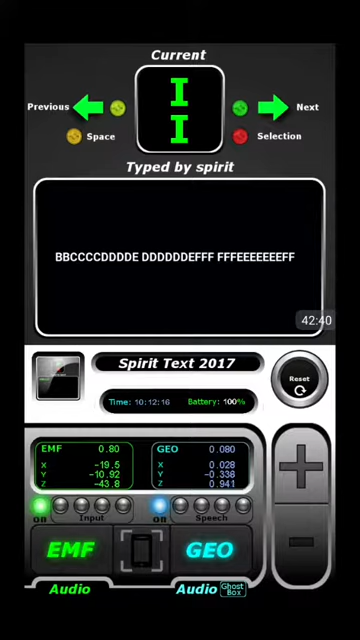 Current
I
I
Previous
Next
Space
Selection
Typed by spirit
BBCCCCDDDDE DDDDDDEFFF FFFEEEEEEEFF
42:40
Spirit Text 2017
Reset
Time: 10:12:16 Battery: 100%
EMF 0.80
X -19.5
Y -10.92
Z -43.8
GEO 0.080
X 0.028
Y -0.336
Z 0.941
on
Input
on
Speech
EMF
GEO
Audio
Audio Ghost Box